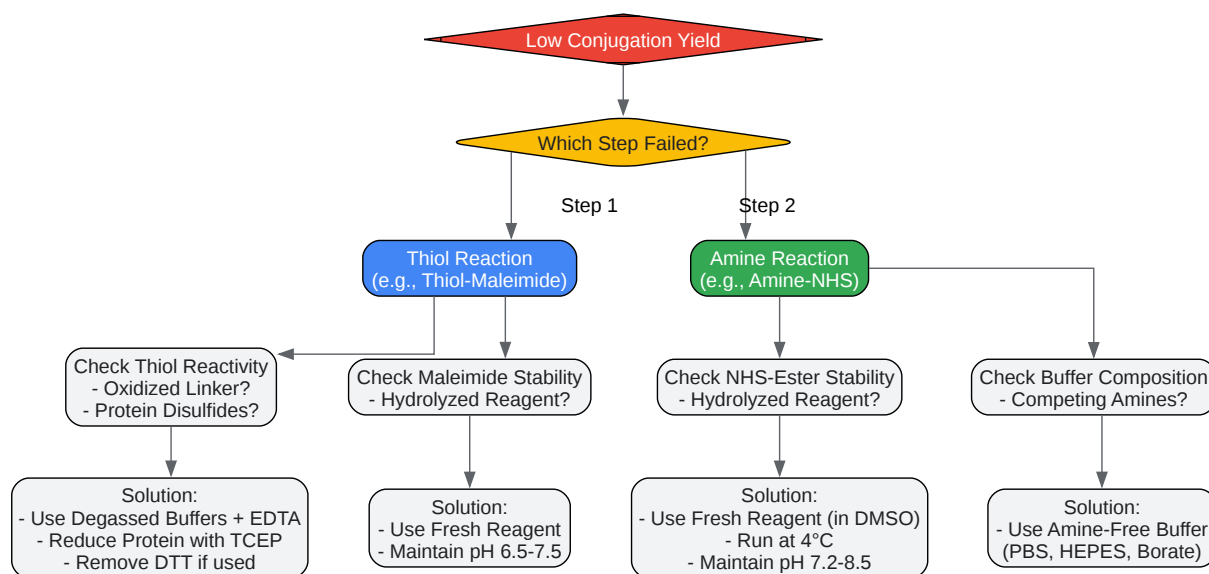 Low Conjugation Yield
Which Step Failed?
Step 1
Step 2
Thiol Reaction
(e.g., Thiol-Maleimide)
Amine Reaction
(e.g., Amine-NHS)
Check Thiol Reactivity
- Oxidized Linker?
- Protein Disulfides?
Check Maleimide Stability
- Hydrolyzed Reagent?
Check NHS-Ester Stability
- Hydrolyzed Reagent?
Check Buffer Composition
- Competing Amines?
Solution:
- Use Degassed Buffers + EDTA
- Reduce Protein with TCEP
- Remove DTT if used
Solution:
- Use Fresh Reagent
- Maintain pH 6.5-7.5
Solution:
- Use Fresh Reagent (in DMSO)
- Run at 4°C
- Maintain pH 7.2-8.5
Solution:
- Use Amine-Free Buffer
(PBS, HEPES, Borate)